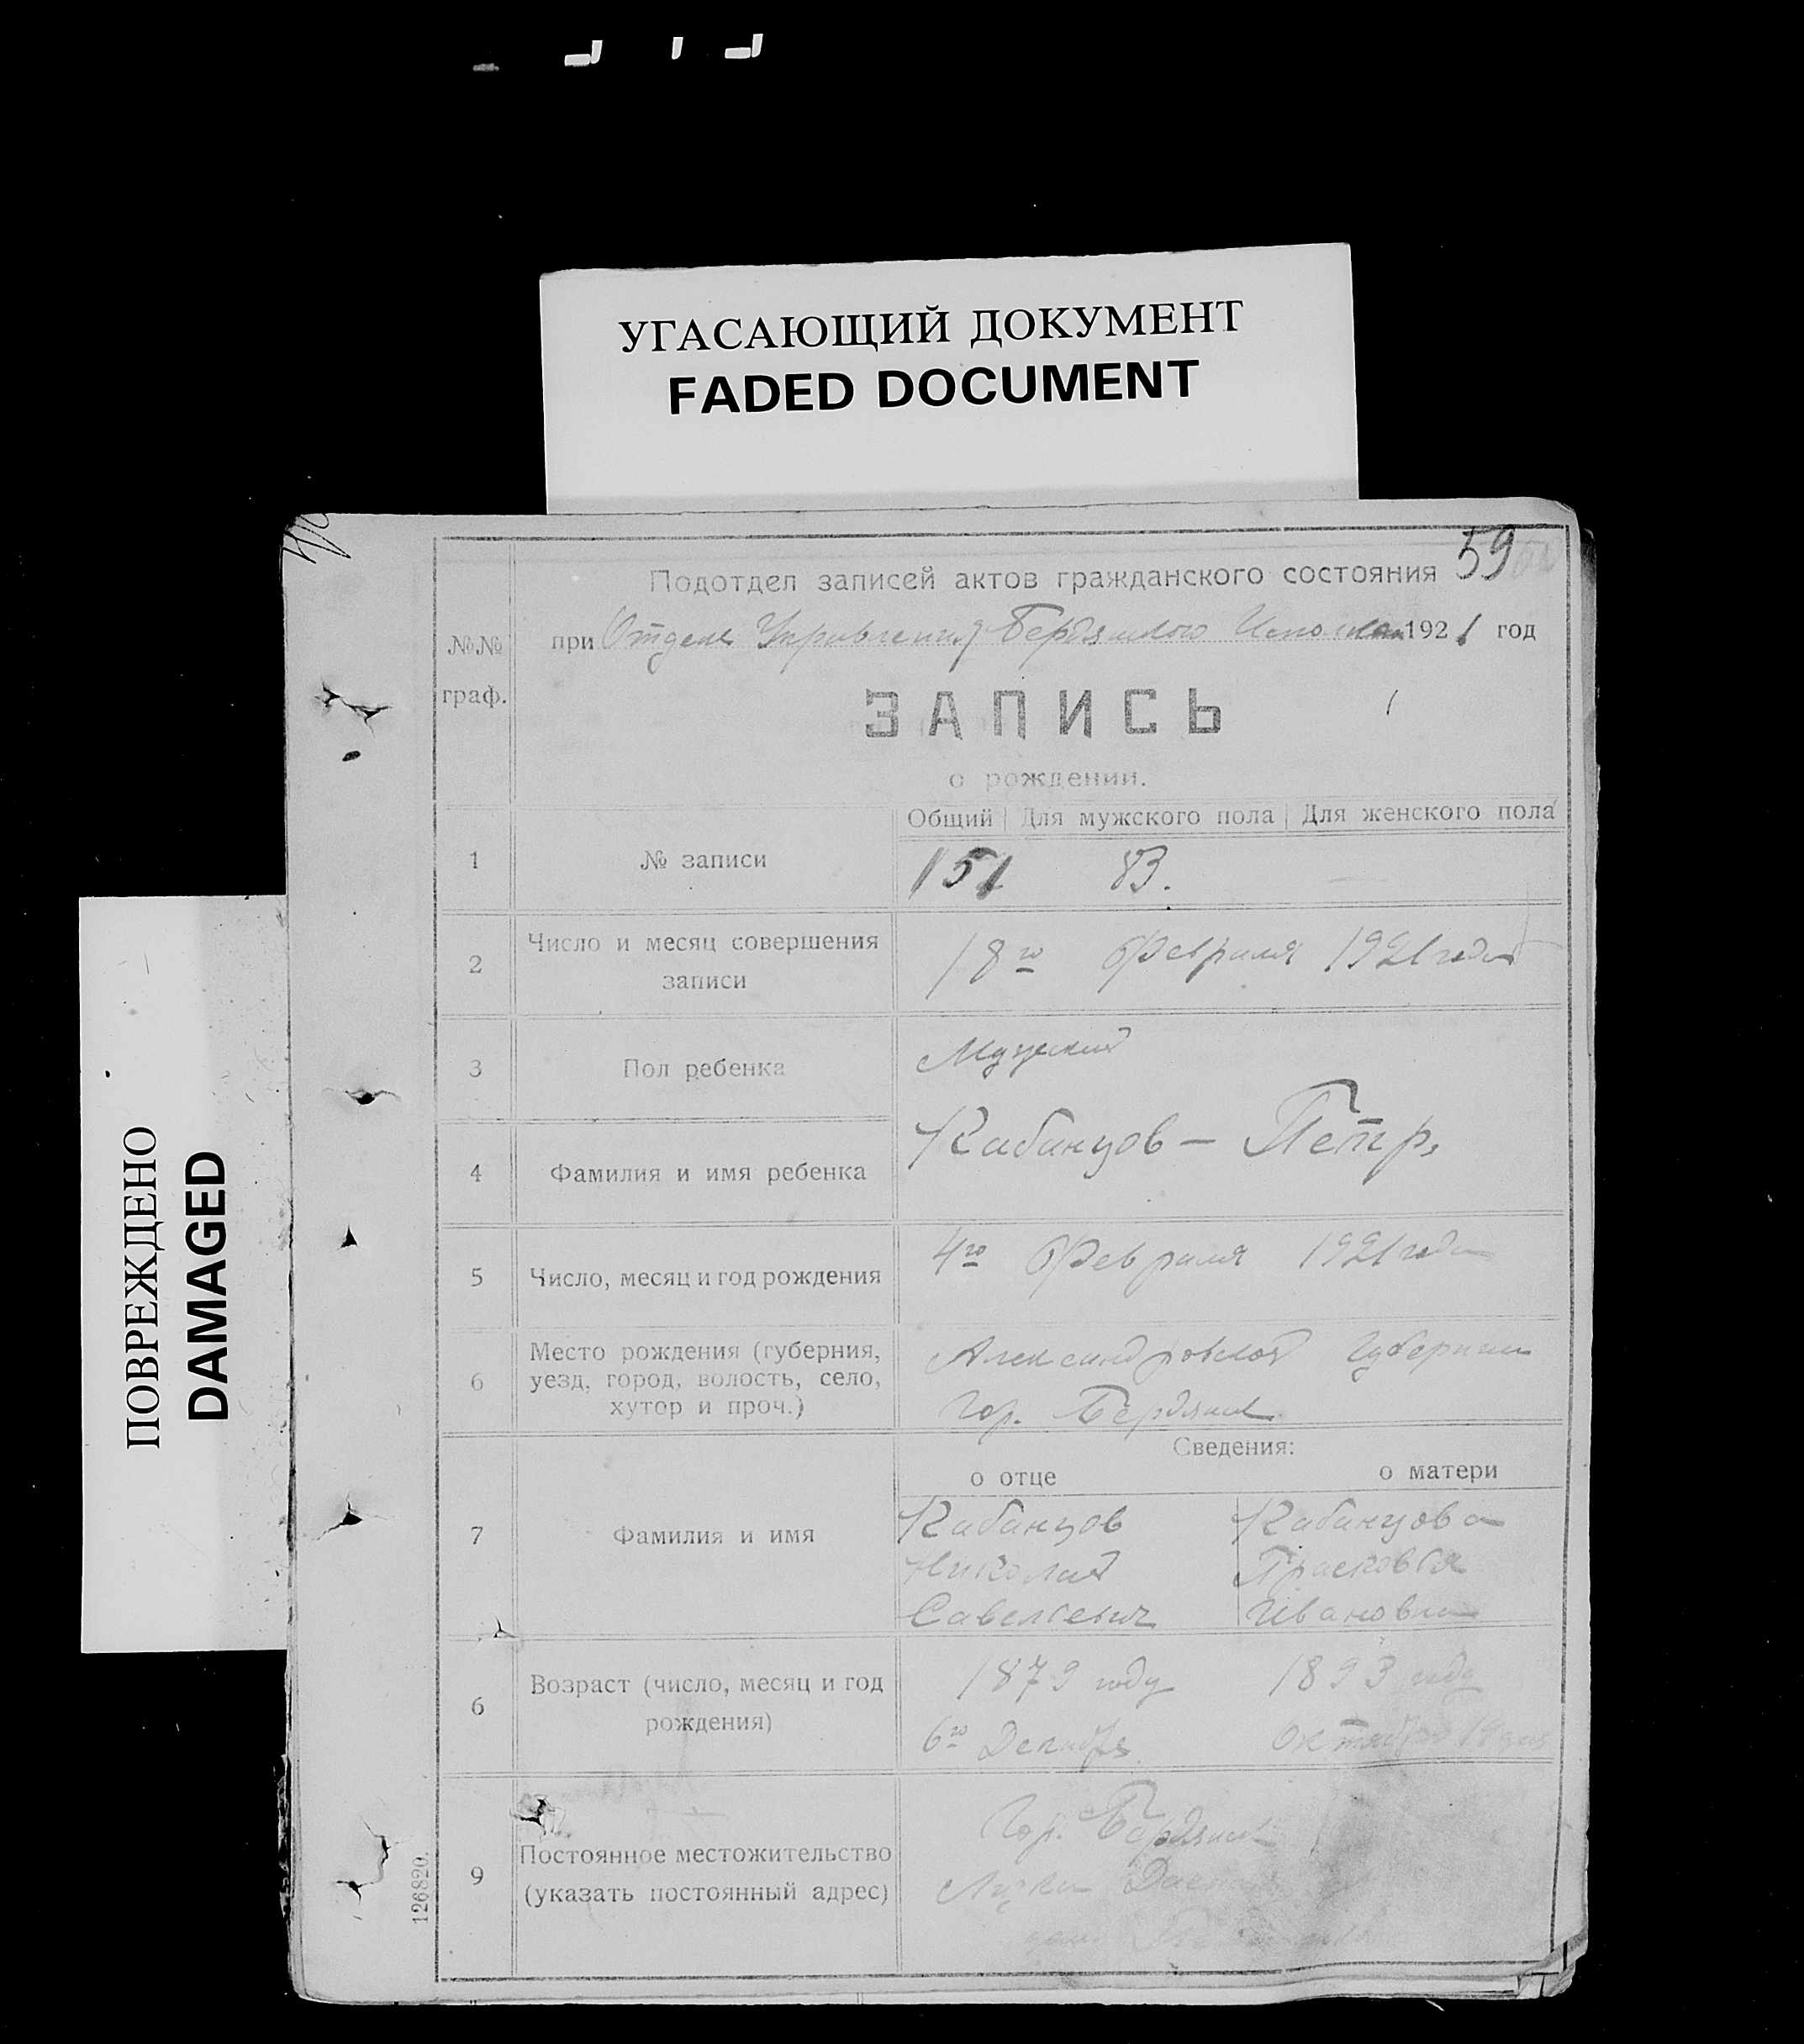 УГАСАЮЩИЙ ДОКУМЕНТ
FADED DOCUMENT
ПОВРЕЖДЕНО
DAMAGED
59
Подотдел записей актов гражданского состояния
№№ граф.
при Отделе Управления Бердянского 1921 год
ЗАПИСЬ
о рождении.
Общий Для мужского пола Для женского пола
1 № записи 151 83.
2 Число и месяц совершения записи 18го Февраля 1921 года
3 Пол ребенка Мужский
4 Фамилия и имя ребенка Кабанцов — Петр,
5 Число, месяц и год рождения 4го Февраля 1921 года
6 Место рождения (губерния,
уезд, город, волость, село,
хутор и проч.)
Александровской Губернии
Гор. Бердянск
Сведения:
о отце о матери
7 Фамилия и имя
Кабанцов Кабанцова
Николай Прасковья
Савельевич Ивановна
6 Возраст (число, месяц и год
рождения)
1879 году 1893 году
6го Декабря Октября
9 Постоянное местожительство
(указать постоянный адрес)
Гор. Бердянск
126820.